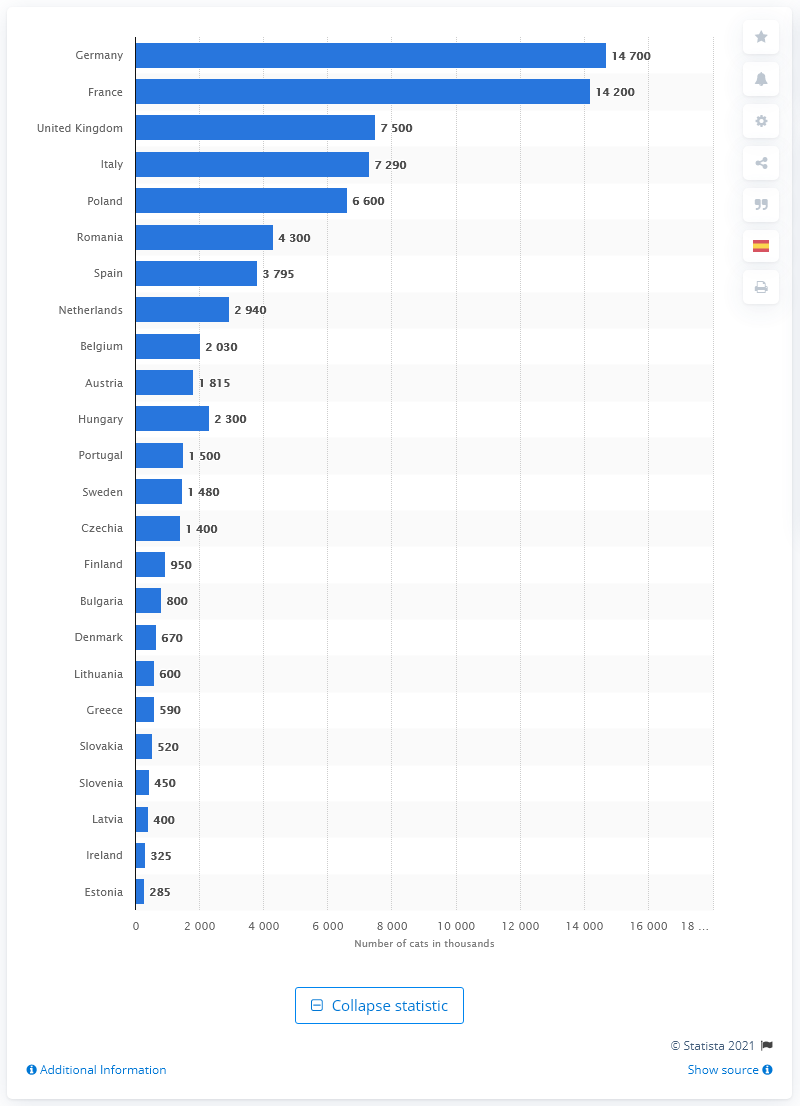 Germany 14 700
France 14 200
United Kingdom 7 500
Italy 7 290
Poland 6 600
Romania 4 300
Spain 3 795
Netherlands 2 940
Belgium 2 030
Austria 1 815
Hungary 2 300
Portugal 1 500
Sweden 1 480
Czechia 1 400
Finland 950
Bulgaria 800
Denmark 670
Lithuania 600
Greece 590
Slovakia 520
Slovenia 450
Latvia 400
Ireland 325
Estonia 285
0 2 000 4 000 6 000 8 000 10 000 12 000 14 000 16 000 18 ...
Number of cats in thousands
Collapse statistic
© Statista 2021
Additional Information Show source